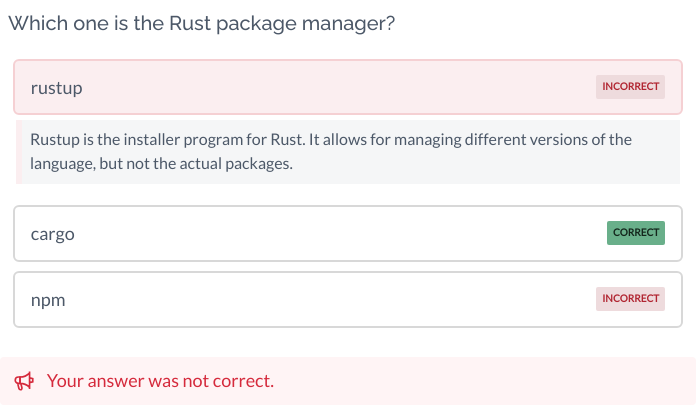 Which one is the Rust package manager?
rustup INCORRECT
Rustup is the installer program for Rust. It allows for managing different versions of the
language, but not the actual packages.
cargo CORRECT
npm INCORRECT
Your answer was not correct.